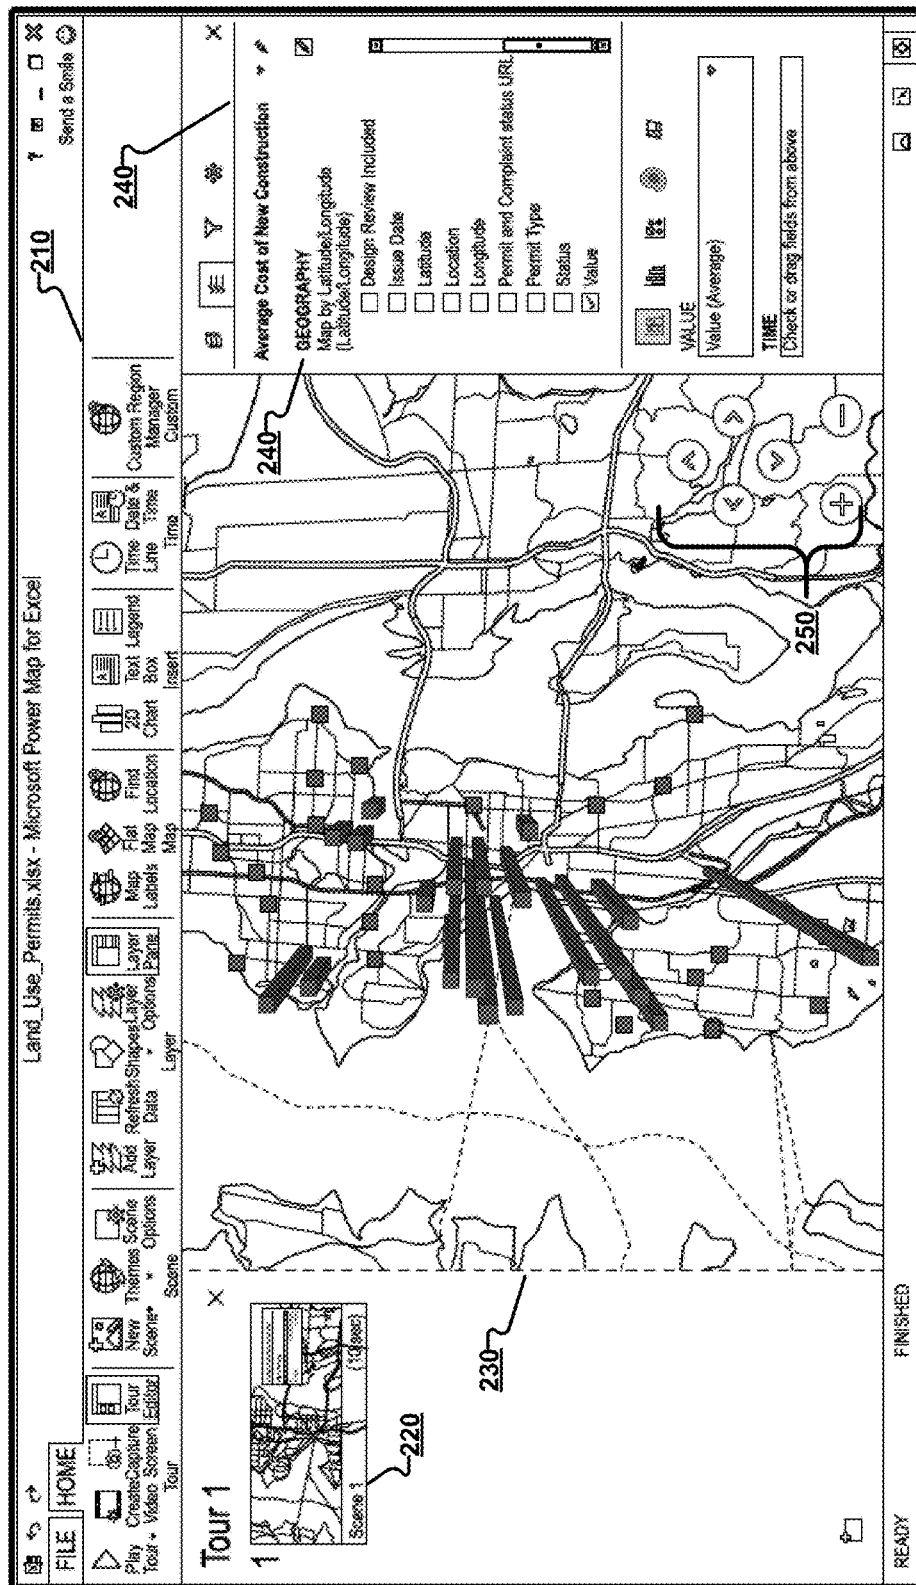 Land_Use_Permits.xlsx - Microsoft Power Map for Excel
?
Send a Smile
FILE
HOME
210
Play
Tour
Create
Video
Capture
Screen
Tour
Tour
Editor
New
Scene
Themes
Scene
Options
Scene
Add
Layer
Refresh
Data
Shapes
Layer
Options
Layer
Pane
Layer
Map
Labels
Flat
Map
Find
Location
Map
2D
Chart
Text
Box
Legend
Insert
Time
Line
Date &
Time
Time
Custom Region
Manager
Custom
Tour 1
1
Scene 1
(10 sec)
220
230
240
240
250
Average Cost of New Construction
GEOGRAPHY
Map by Latitude/Longitude
(Latitude/Longitude)
Design Review Included
Issue Date
Latitude
Location
Longitude
Permit and Complaint status URL
Permit Type
Status
Value
VALUE
Value (Average)
TIME
Check or drag fields from above
READY
FINISHED